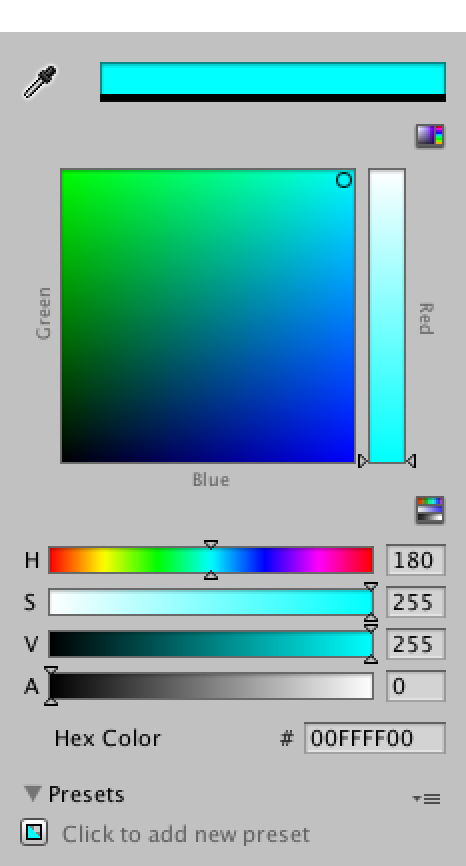 Green
Red
Blue
H 180
S 255
V 255
A 0
Hex Color # 00FFFF00
Presets
Click to add new preset